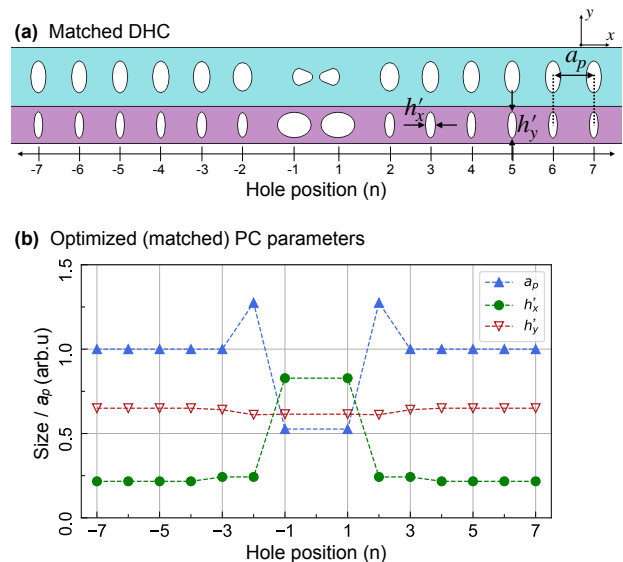 (a) Matched DHC
y
x
a_p
h'_x
h'_y
-7 -6 -5 -4 -3 -2 -1 1 2 3 4 5 6 7
Hole position (n)
(b) Optimized (matched) PC parameters
1.5
1.0
0.5
0.0
Size / a_p (arb.u)
a_p
h'_x
h'_y
−7 −5 −3 −1 1 3 5 7
Hole position (n)